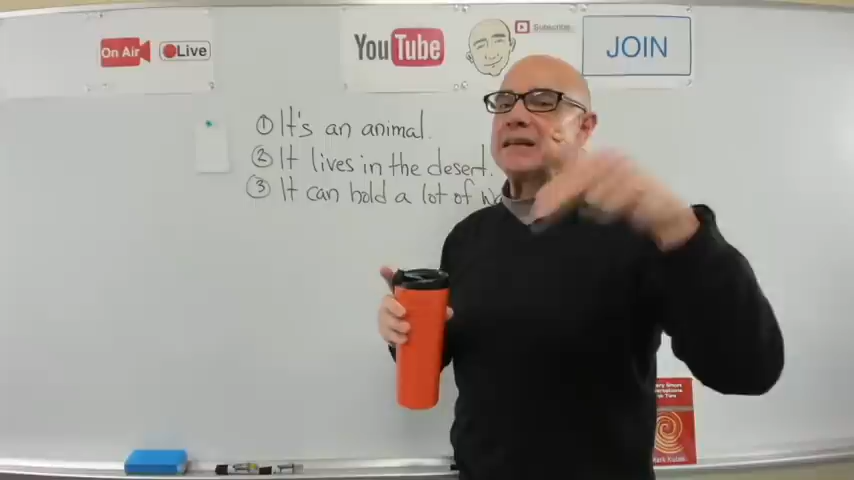 On Air
Live
YouTube
Subscribe
JOIN
① It's an animal.
② It lives in the desert.
③ It can hold a lot of